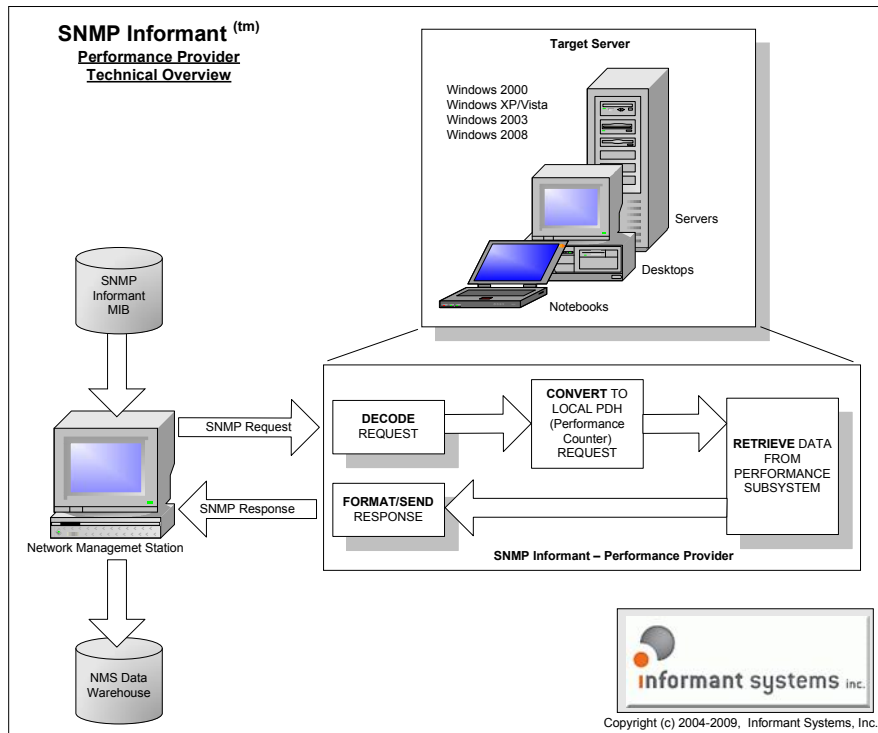 SNMP Informant (tm)
Performance Provider
Technical Overview
Target Server
Windows 2000
Windows XP/Vista
Windows 2003
Windows 2008
Servers
Desktops
Notebooks
SNMP
Informant
MIB
SNMP Request
DECODE
REQUEST
CONVERT TO
LOCAL PDH
(Performance
Counter)
REQUEST
RETRIEVE DATA
FROM
PERFORMANCE
SUBSYSTEM
SNMP Response
FORMAT/SEND
RESPONSE
Network Managemet Station
SNMP Informant – Performance Provider
NMS Data
Warehouse
informant systems inc.
Copyright (c) 2004-2009, Informant Systems, Inc.